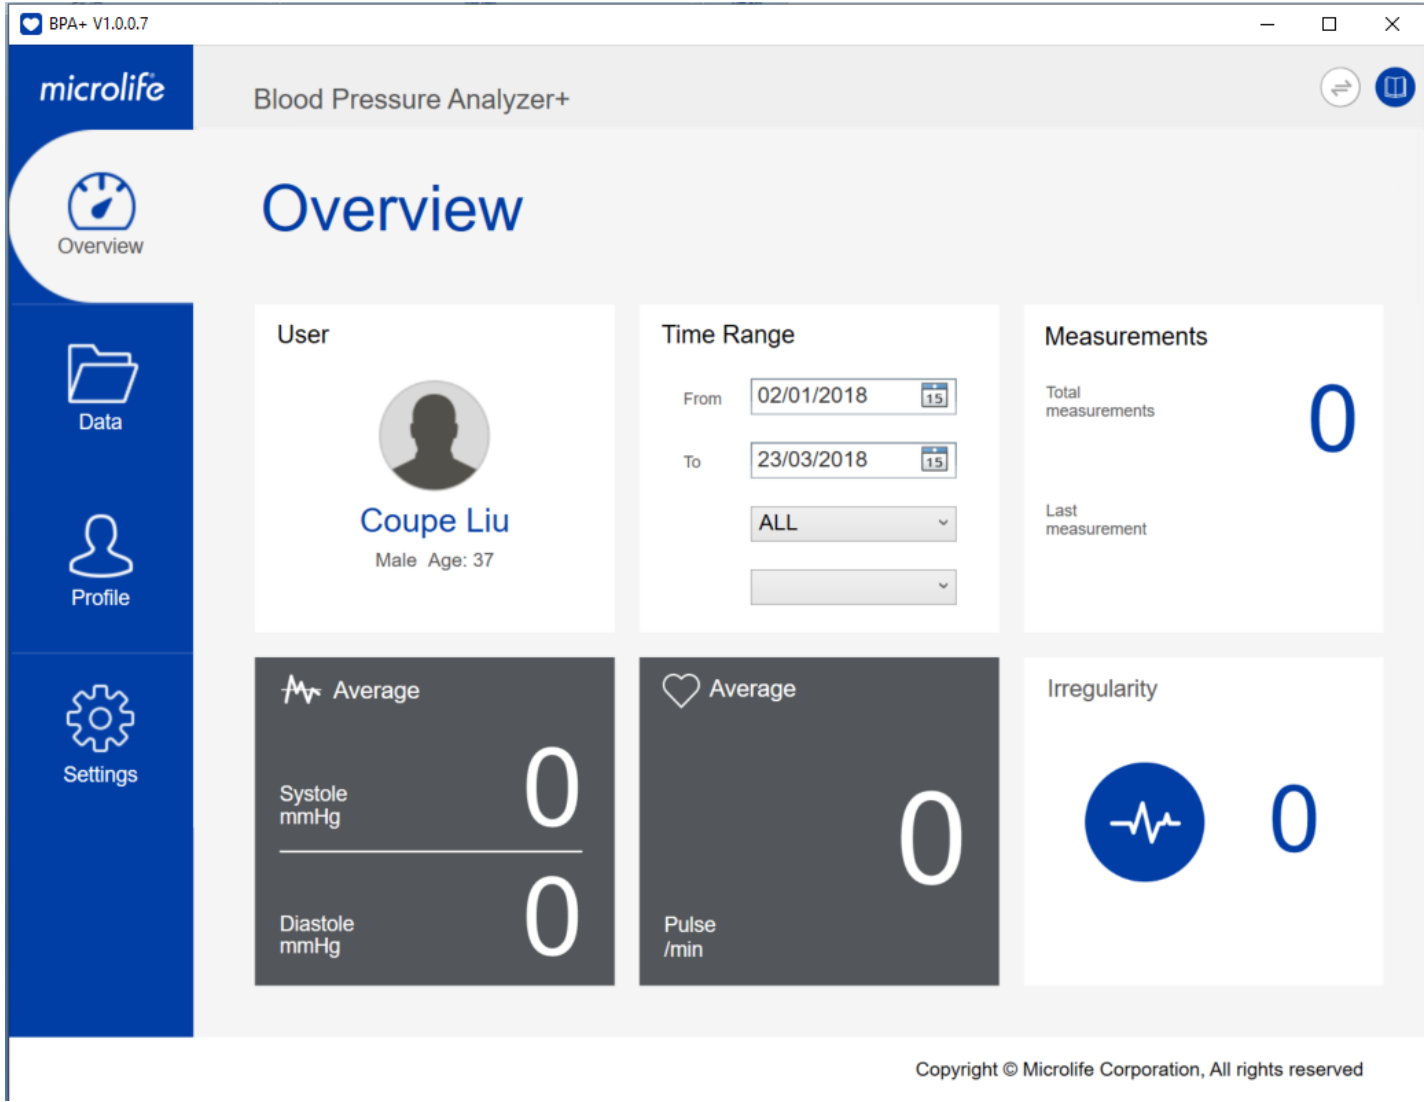 BPA+ V1.0.0.7
microlife
Blood Pressure Analyzer+
Overview
Data
Profile
Settings
Overview
User
Coupe Liu
Male Age: 37
Time Range
From 02/01/2018 15
To 23/03/2018 15
ALL
Measurements
Total
measurements
0
Last
measurement
Average
Systole
mmHg
0
Diastole
mmHg
0
Average
0
Pulse
/min
Irregularity
0
Copyright © Microlife Corporation, All rights reserved